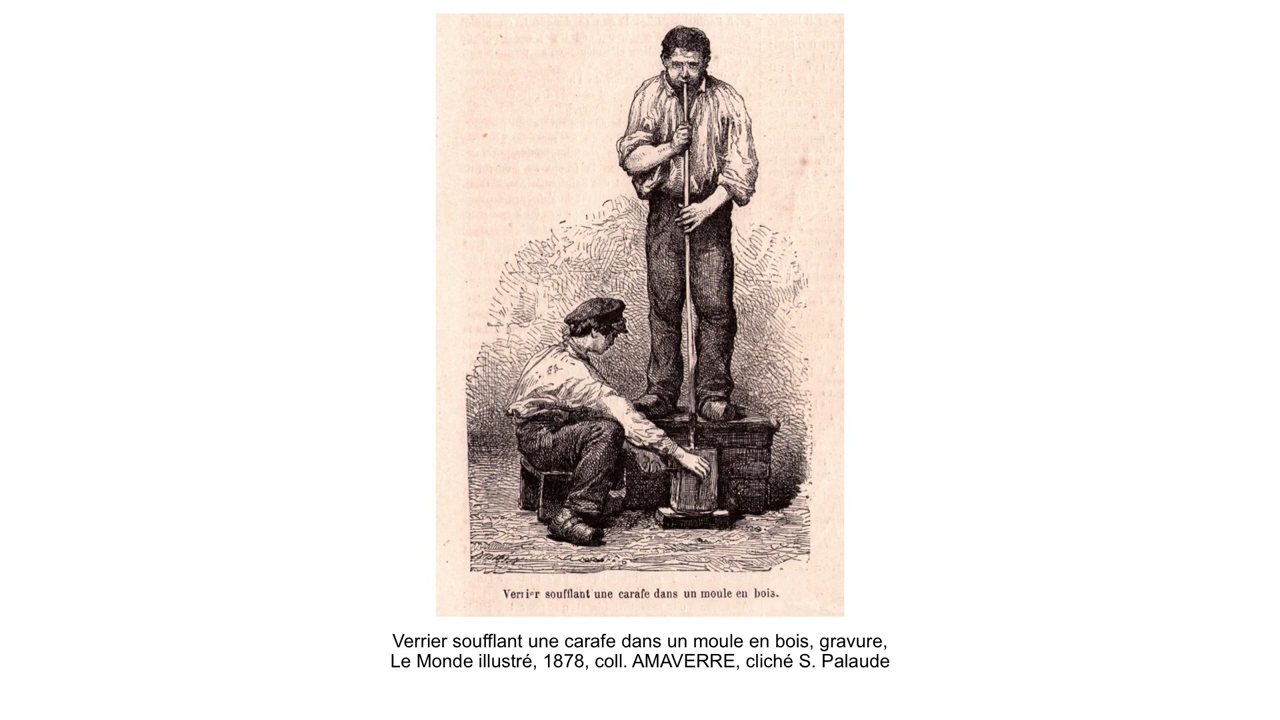 Verrier soufflant une carafe dans un moule en bois.
Verrier soufflant une carafe dans un moule en bois, gravure,
Le Monde illustré, 1878, coll. AMAVERRE, cliché S. Palaude